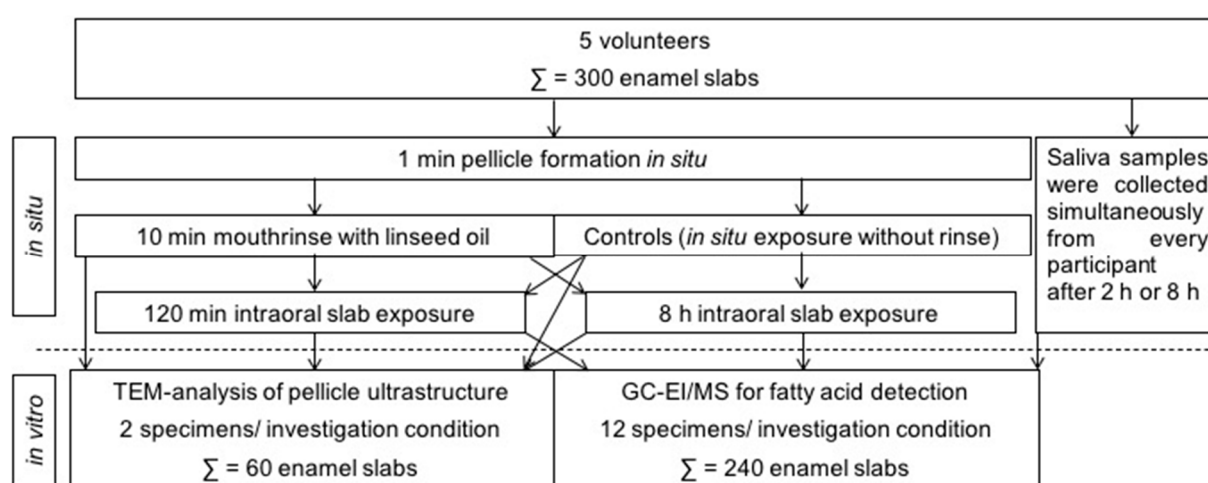 5 volunteers
∑ = 300 enamel slabs
in situ
1 min pellicle formation in situ
Saliva samples
were collected
simultaneously
from every
participant
after 2 h or 8 h
10 min mouthrinse with linseed oil
Controls (in situ exposure without rinse)
120 min intraoral slab exposure
8 h intraoral slab exposure
in vitro
TEM-analysis of pellicle ultrastructure
2 specimens/ investigation condition
∑ = 60 enamel slabs
GC-EI/MS for fatty acid detection
12 specimens/ investigation condition
∑ = 240 enamel slabs